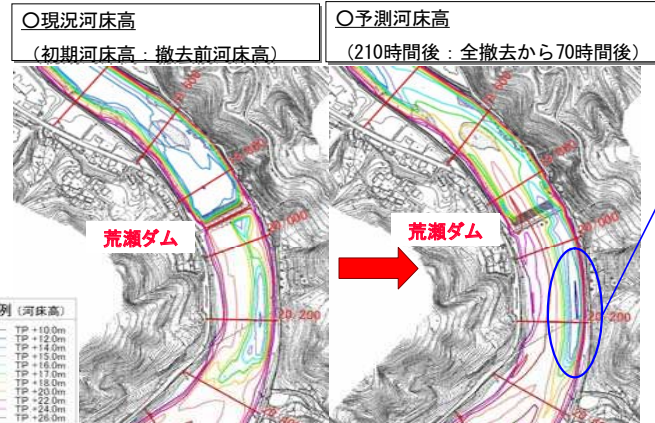 〇現況河床高
(初期河床高：撤去前河床高)
〇予測河床高
(210時間後：全撤去から70時間後)
荒瀬ダム
荒瀬ダム
20,000
20,000
20,200
20,200
例 (河床高)
TP +10.0m
TP +12.0m
TP +14.0m
TP +15.0m
TP +16.0m
TP +17.0m
TP +18.0m
TP +20.0m
TP +22.0m
TP +24.0m
TP +26.0m